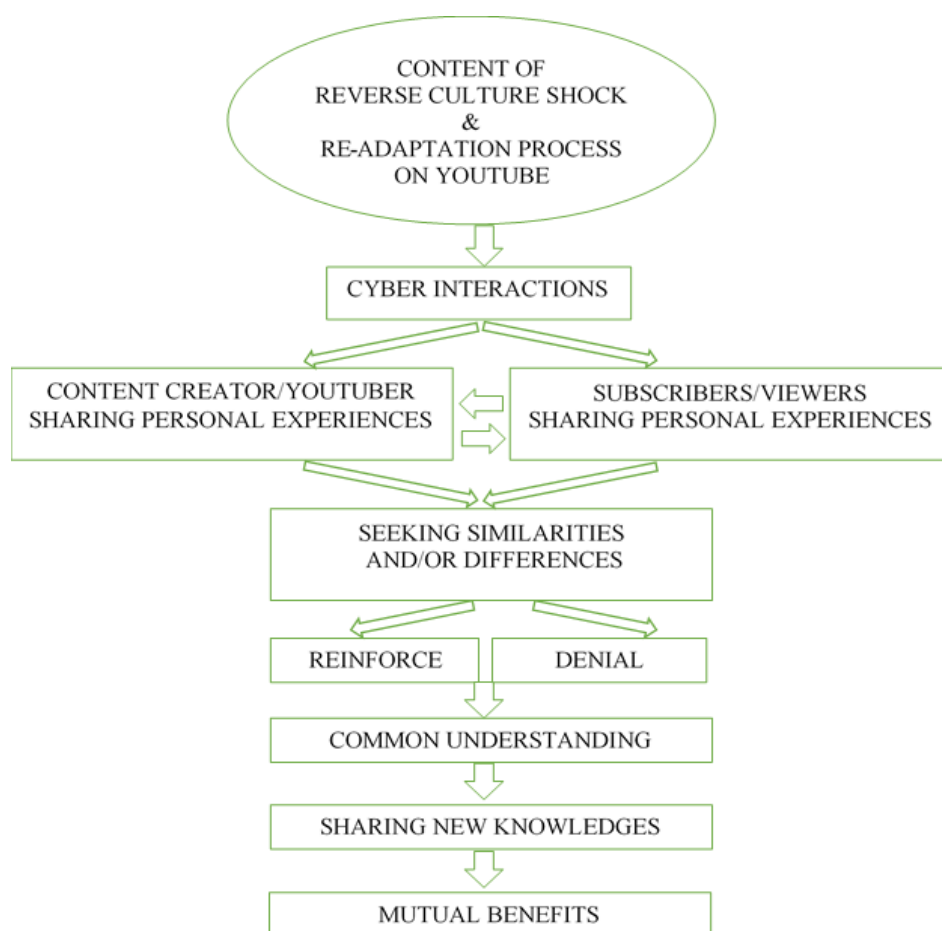 CONTENT OF
REVERSE CULTURE SHOCK
&
RE-ADAPTATION PROCESS
ON YOUTUBE
CYBER INTERACTIONS
CONTENT CREATOR/YOUTUBER
SHARING PERSONAL EXPERIENCES
SUBSCRIBERS/VIEWERS
SHARING PERSONAL EXPERIENCES
SEEKING SIMILARITIES
AND/OR DIFFERENCES
REINFORCE
DENIAL
COMMON UNDERSTANDING
SHARING NEW KNOWLEDGES
MUTUAL BENEFITS